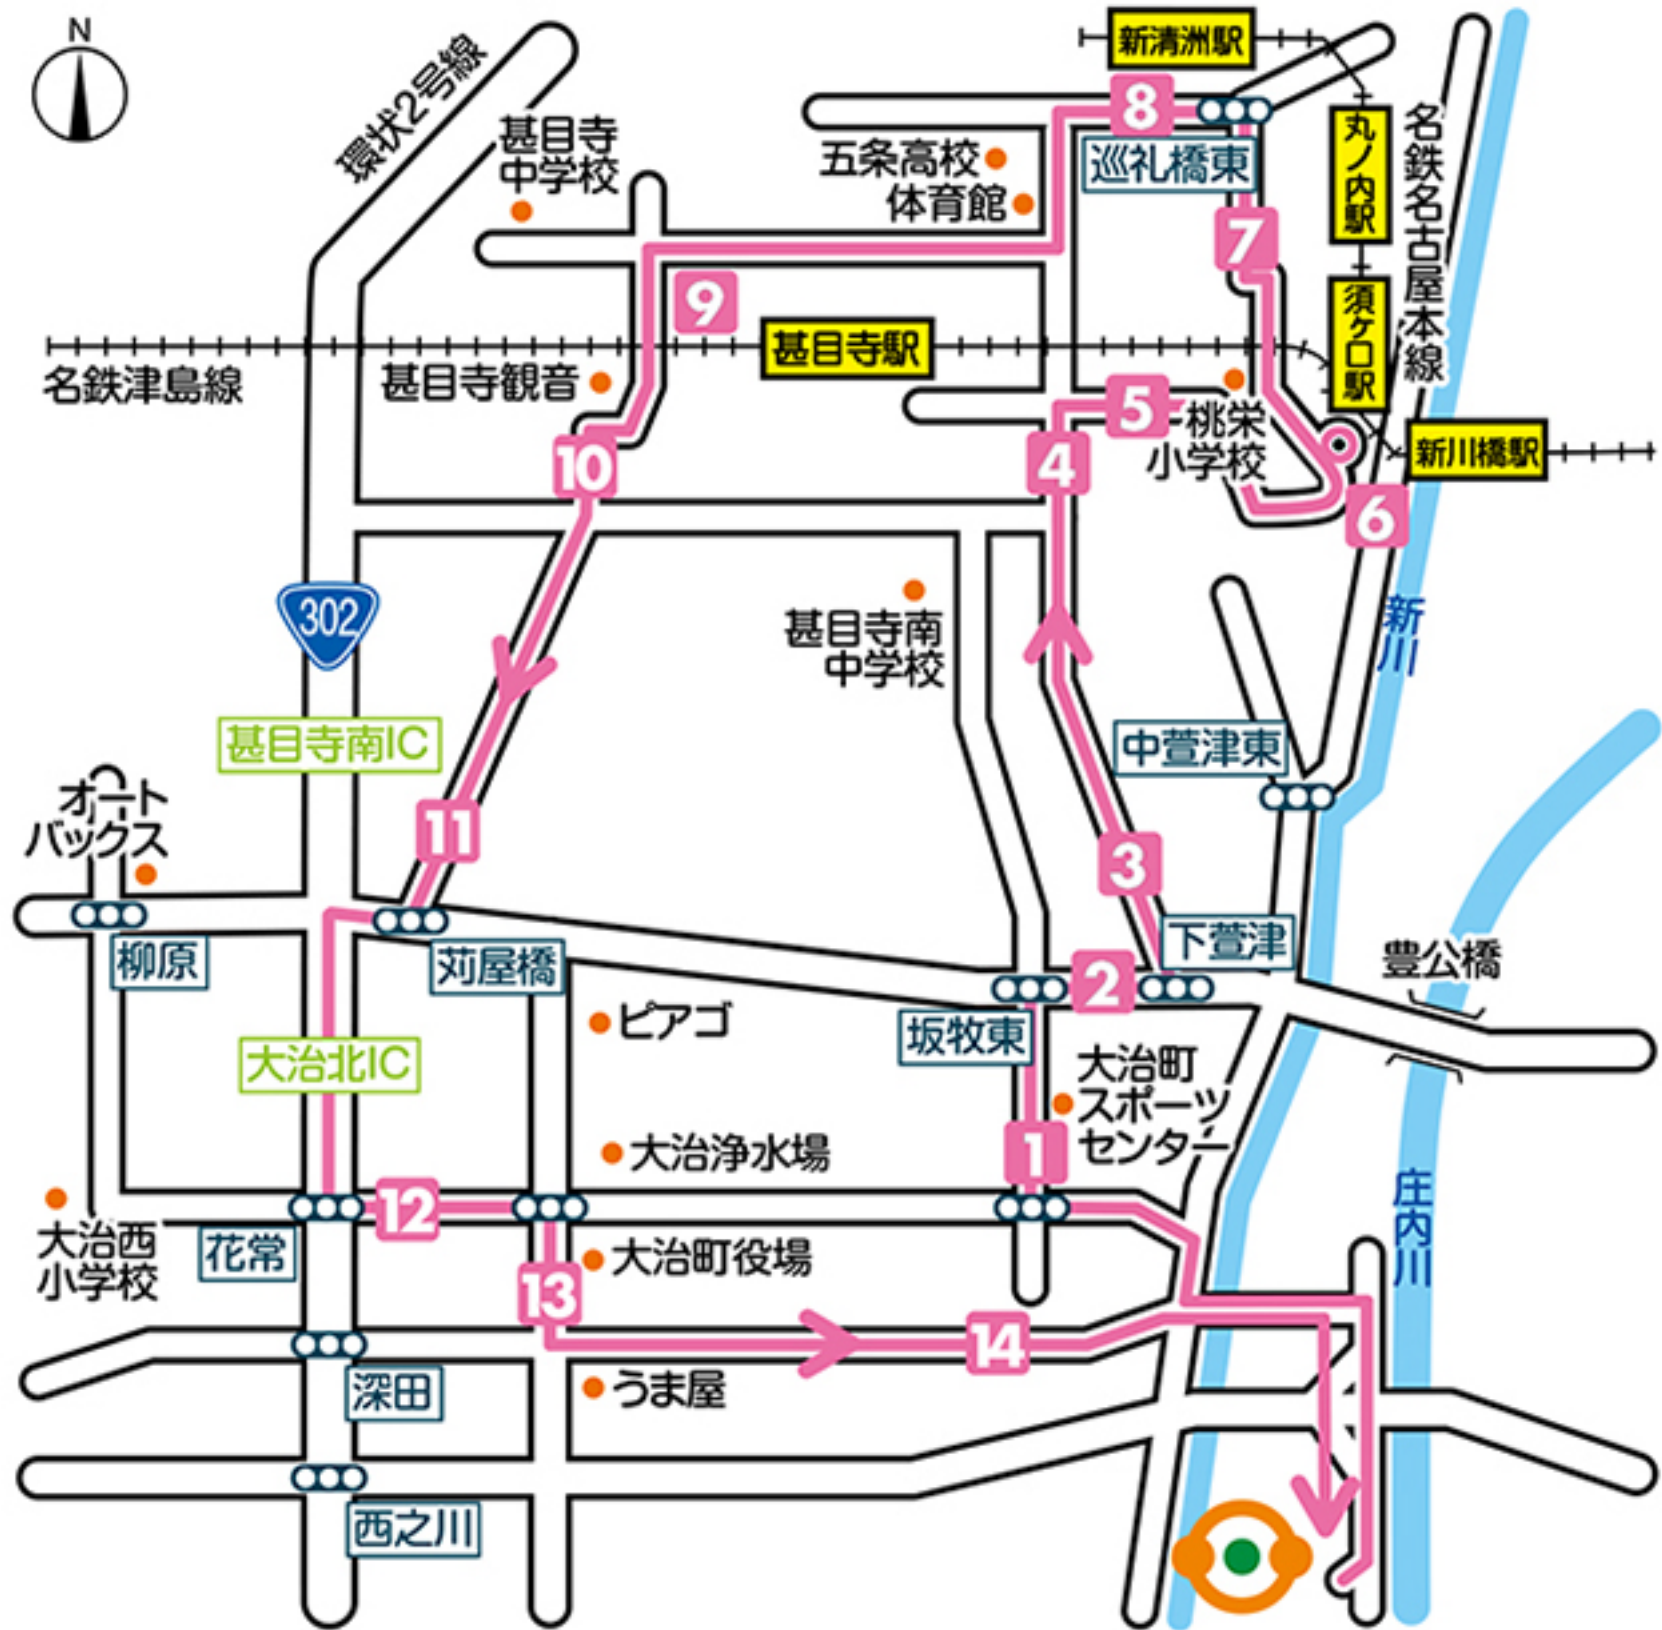 N
環状2号線
甚目寺
中学校
新清洲駅
8
五条高校
体育館
巡礼橋東
丸ノ内駅
名鉄名古屋本線
7
須ケ口駅
9
甚目寺駅
名鉄津島線
甚目寺観音
5
桃栄
小学校
新川橋駅
10
4
6
302
甚目寺南
中学校
新川
甚目寺南IC
中萱津東
オート
バックス
11
3
柳原
苅屋橋
下萱津
豊公橋
2
ピアゴ
坂牧東
大治北IC
大治町
スポーツ
センター
大治浄水場
1
庄内川
12
大治西
小学校
花常
大治町役場
13
14
深田
うま屋
西之川